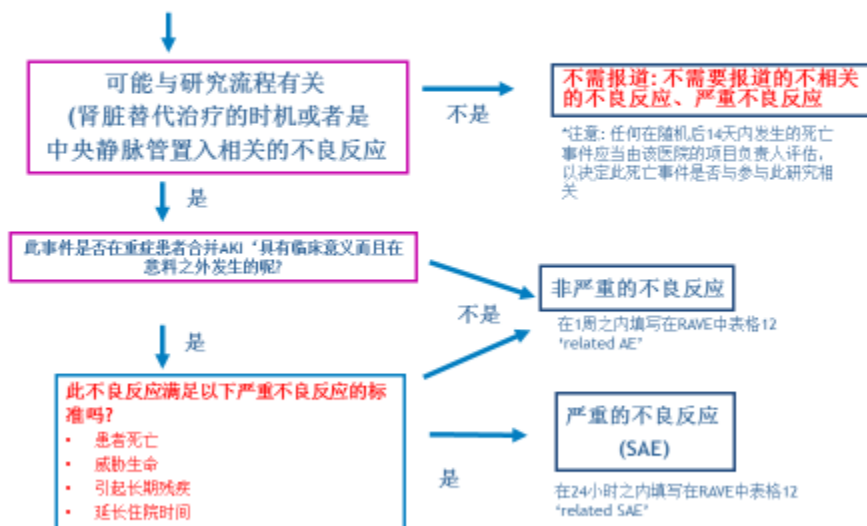 可能与研究流程有关
(肾脏替代治疗的时机或者是
中央静脉管置入相关的不良反应
不是
不需报道: 不需要报道的不相关
的不良反应、严重不良反应
*注意: 任何在随机后14天内发生的死亡
事件应当由该医院的项目负责人评估,
以决定此死亡事件是否与参与此研究相
关
是
此事件是否在重症患者合并AKI‘具有临床意义而且在
意料之外发生的呢?
不是
非严重的不良反应
在1周之内填写在RAVE中表格12
‘related AE’
是
此不良反应满足以下严重不良反应的标
准吗?
• 患者死亡
• 威胁生命
• 引起长期残疾
• 延长住院时间
是
严重的不良反应
(SAE)
在24小时之内填写在RAVE中表格12
‘related SAE’